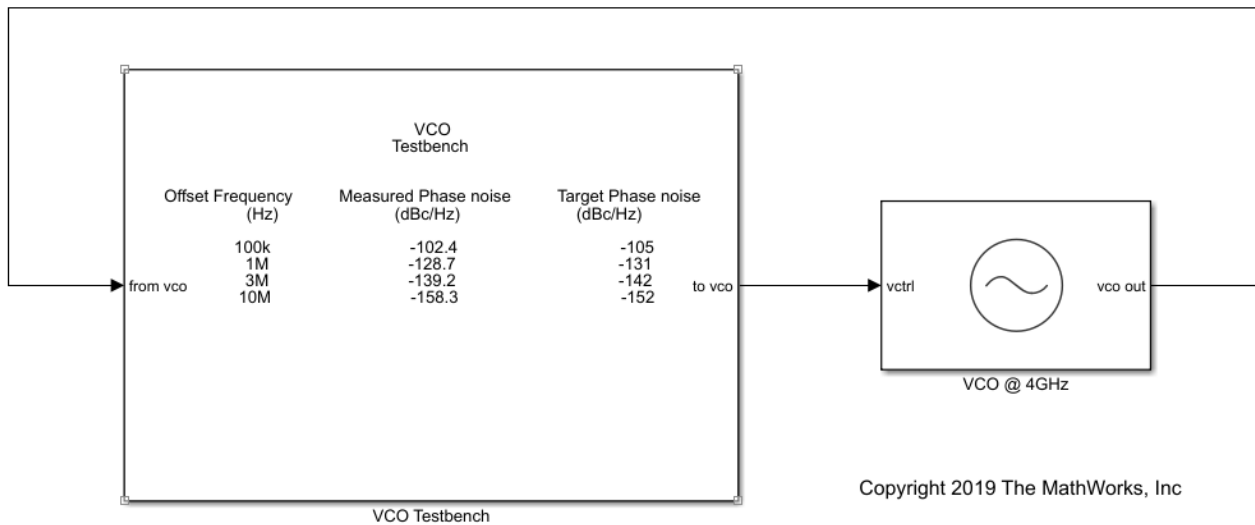 VCO
Testbench
Offset Frequency Measured Phase noise Target Phase noise
(Hz) (dBc/Hz) (dBc/Hz)
100k -102.4 -105
1M -128.7 -131
3M -139.2 -142
10M -158.3 -152
from vco to vco
vctrl vco out
VCO @ 4GHz
Copyright 2019 The MathWorks, Inc
VCO Testbench